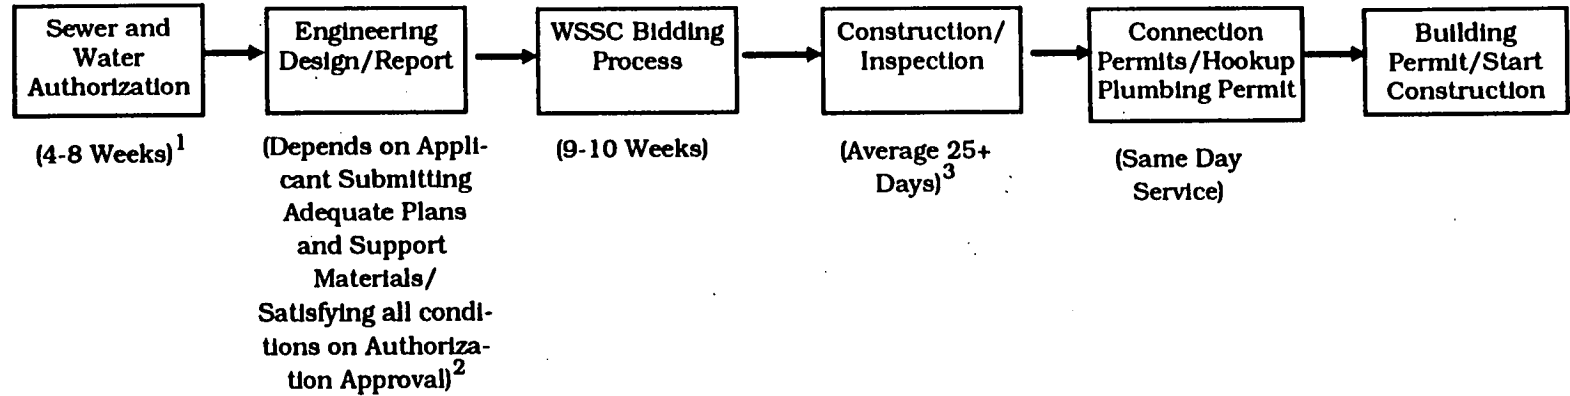 Sewer and
Water
Authorization
Engineering
Design/Report
WSSC Bidding
Process
Construction/
Inspection
Connection
Permits/Hookup
Plumbing Permit
Building
Permit/Start
Construction
(4-8 Weeks)1
(Depends on Appli-
cant Submitting
Adequate Plans
and Support
Materials/
Satisfying all condi-
tions on Authoriza-
tion Approval)2
(9-10 Weeks)
(Average 25+
Days)3
(Same Day
Service)